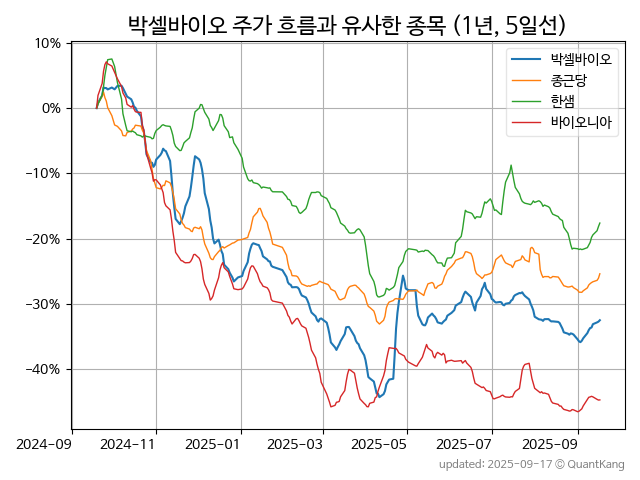 박셀바이오 주가 흐름과 유사한 종목 (1년, 5일선)
10%
0%
−10%
−20%
−30%
−40%
박셀바이오
종근당
한샘
바이오니아
2024-09
2024-11
2025-01
2025-03
2025-05
2025-07
2025-09
updated: 2025-09-17 © QuantKang